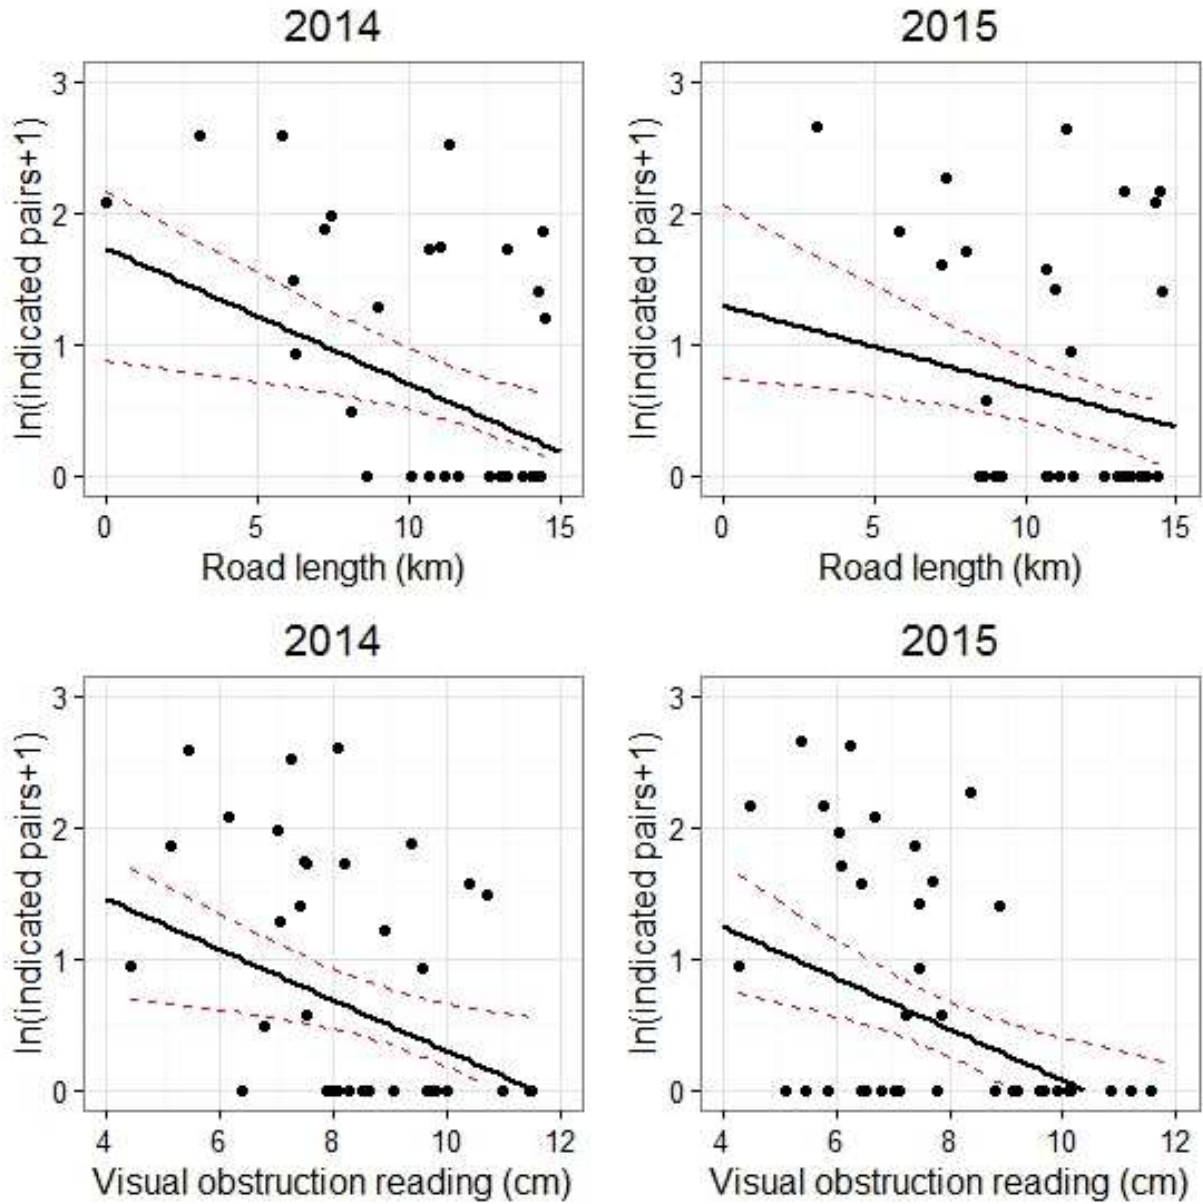 2014
2015
ln(indicated pairs+1)
3
2
1
0
0 5 10 15
Road length (km)
ln(indicated pairs+1)
3
2
1
0
0 5 10 15
Road length (km)
2014
2015
ln(indicated pairs+1)
3
2
1
0
4 6 8 10 12
Visual obstruction reading (cm)
ln(indicated pairs+1)
3
2
1
0
4 6 8 10 12
Visual obstruction reading (cm)